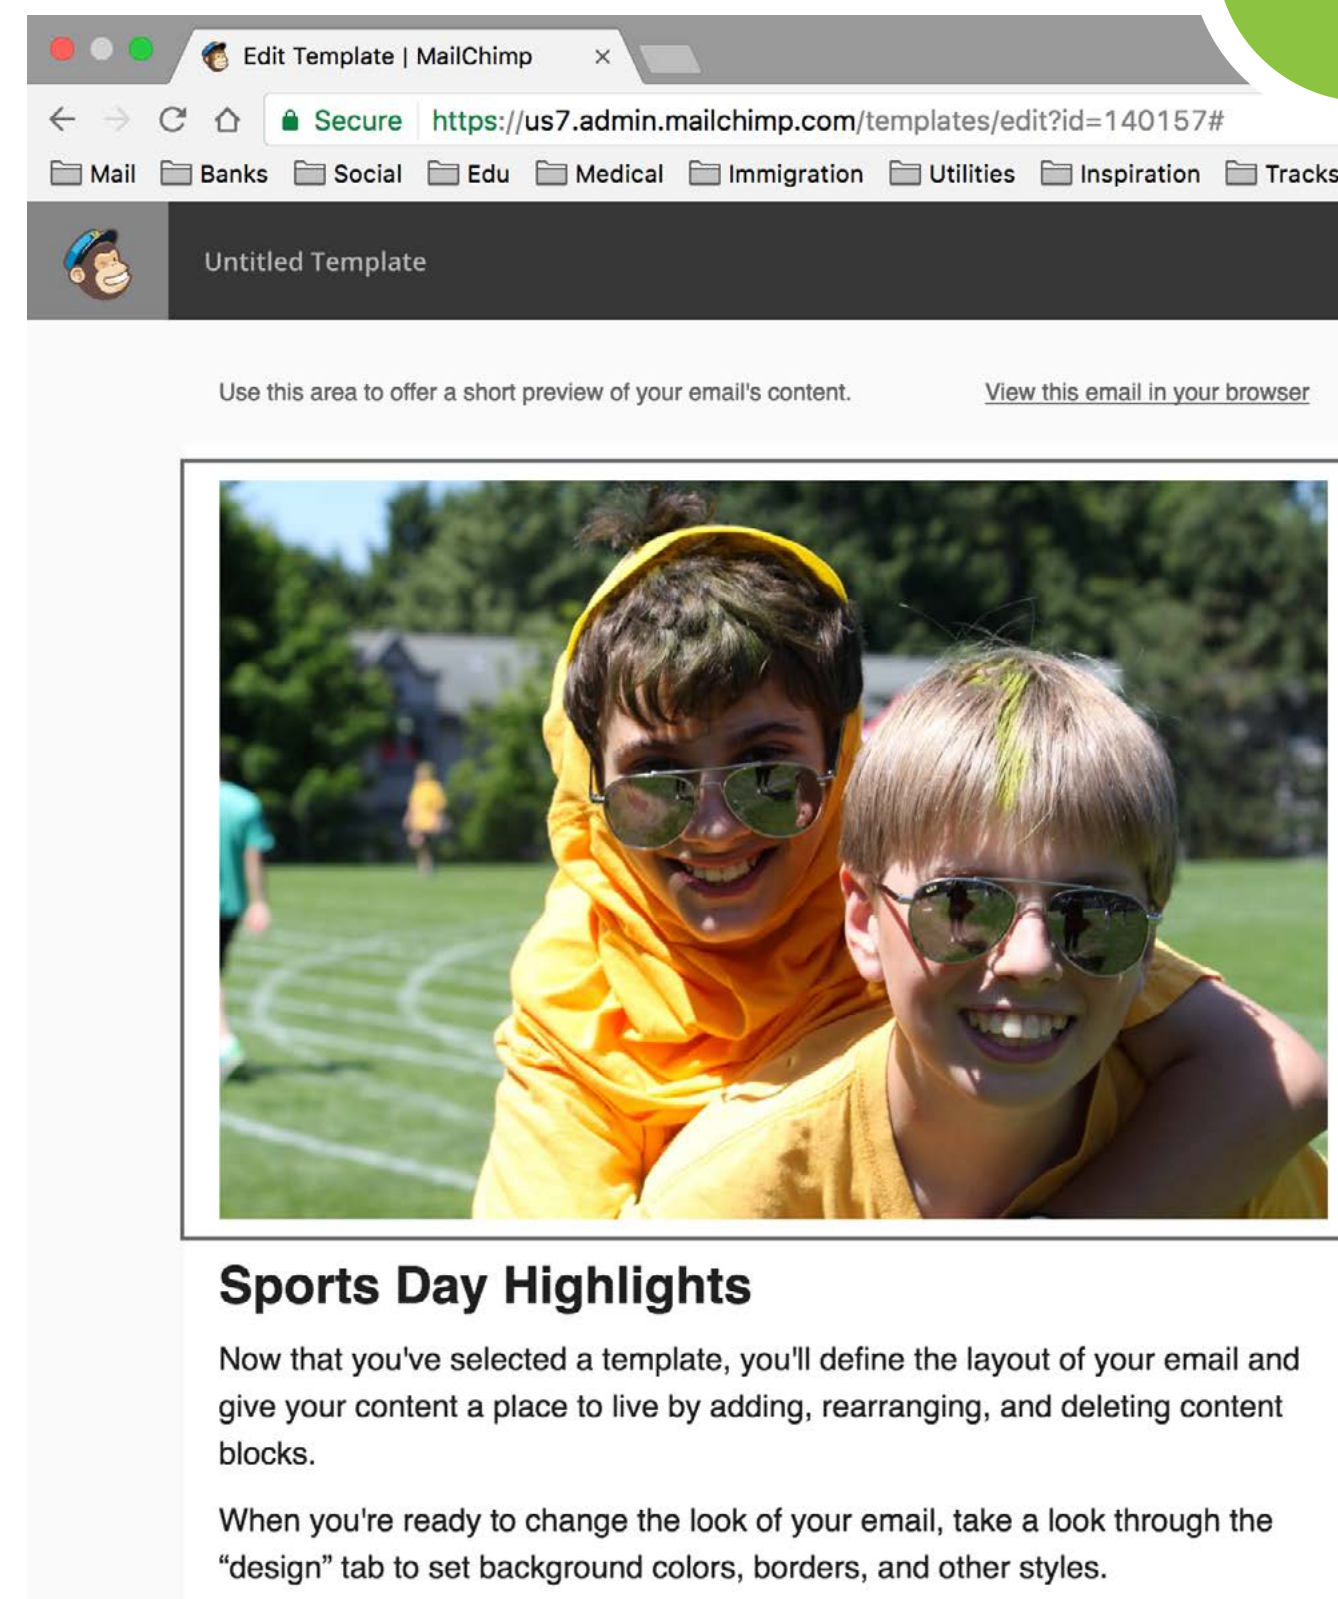 Edit Template | MailChimp ×
Secure https://us7.admin.mailchimp.com/templates/edit?id=140157#
Mail Banks Social Edu Medical Immigration Utilities Inspiration Tracks
Untitled Template
Use this area to offer a short preview of your email's content. View this email in your browser
Sports Day Highlights
Now that you've selected a template, you'll define the layout of your email and
give your content a place to live by adding, rearranging, and deleting content
blocks.
When you're ready to change the look of your email, take a look through the
“design” tab to set background colors, borders, and other styles.